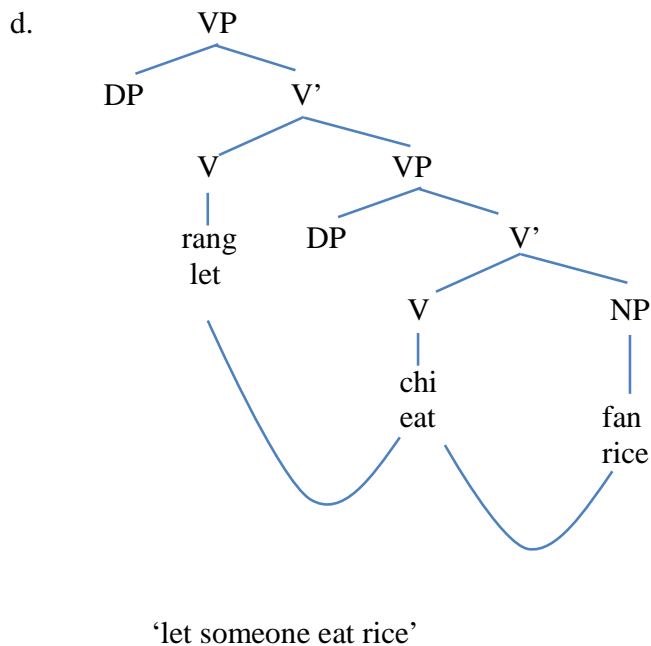 d. VP
DP V’
V VP
rang DP V’
let
V NP
chi
eat fan
rice
‘let someone eat rice’